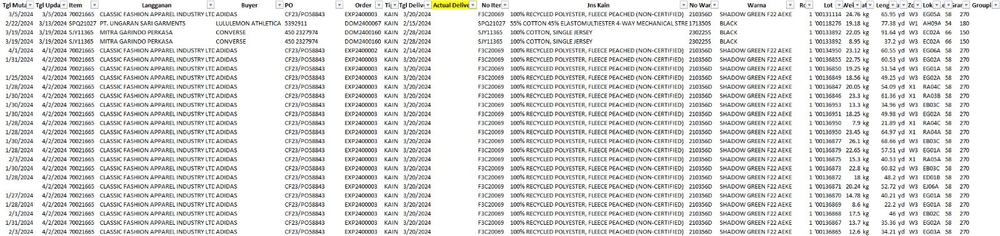 Tgl Muta Tgl Upda Item Langganan Buyer PO Order Ti Tgl Delive Actual Delive No Iter Jns Kain No War Warna Ro Lot Wei Leng Zo Lok Le Gran Groupi
3/5/2024 3/5/2024 70021665 CLASSIC FASHION APPAREL INDUSTRY LTD ADIDAS CF23/PO58843 EXP2400003 KAIN 3/20/2024 F3C20069 100% RECYCLED POLYESTER, FLEECE PEACHED (NON-CERTIFIED) 210356D SHADOW GREEN F22 AEKE 1 '00131114 24.76 kg 65.95 yd W3 EG05A 58 270
2/22/2024 3/13/2024 SPQ21027 PT. UNGARAN SARI GARMENTS LULULEMON ATHLETICA 5392911 DOM2400067 KAIN 2/15/2024 SPQ21027 55% COTTON 45% ELASTOMULTIESTER 4-WAY MECHANICAL STRE 171350S BLACK 1 '00118276 19.18 kg 77.38 yd W1 AH09A 54 180
3/19/2024 3/19/2024 SJY11365 MITRA GARINDO PERKASA CONVERSE 450 2327974 DOM2400160 KAIN 2/28/2024 SJY11365 100% COTTON, SINGLE JERSEY 230225S BLACK 1 '00133892 22.05 kg 91.64 yd W3 EC02A 66 150
3/19/2024 3/19/2024 SJY11365 MITRA GARINDO PERKASA CONVERSE 450 2327974 DOM2400160 KAIN 2/28/2024 SJY11365 100% COTTON, SINGLE JERSEY 230225S BLACK 1 '00133892 8.95 kg 37.2 yd W3 EC02A 66 150
4/1/2024 4/1/2024 70021665 CLASSIC FASHION APPAREL INDUSTRY LTD ADIDAS CF23/PO58843 EXP2400002 KAIN 2/14/2024 F3C20069 100% RECYCLED POLYESTER, FLEECE PEACHED (NON-CERTIFIED) 210356D SHADOW GREEN F22 AEKE 1 '00134950 23.12 kg 60.55 yd W3 EG06A 58 270
1/31/2024 4/2/2024 70021665 CLASSIC FASHION APPAREL INDUSTRY LTD ADIDAS CF23/PO58843 EXP2400003 KAIN 3/20/2024 F3C20069 100% RECYCLED POLYESTER, FLEECE PEACHED (NON-CERTIFIED) 210356D SHADOW GREEN F22 AEKE 1 '00136855 22.75 kg 60.53 yd W3 EG02A 58 270
4/2/2024 70021665 CLASSIC FASHION APPAREL INDUSTRY LTD ADIDAS CF23/PO58843 EXP2400003 KAIN 3/20/2024 F3C20069 100% RECYCLED POLYESTER, FLEECE PEACHED (NON-CERTIFIED) 210356D SHADOW GREEN F22 AEKE 1 '00136850 19.25 kg 51.54 yd W3 EG01A 58 270
1/25/2024 4/2/2024 70021665 CLASSIC FASHION APPAREL INDUSTRY LTD ADIDAS CF23/PO58843 EXP2400003 KAIN 3/20/2024 F3C20069 100% RECYCLED POLYESTER, FLEECE PEACHED (NON-CERTIFIED) 210356D SHADOW GREEN F22 AEKE 1 '00136849 18.56 kg 49.25 yd W3 EG02A 58 270
1/28/2024 4/2/2024 70021665 CLASSIC FASHION APPAREL INDUSTRY LTD ADIDAS CF23/PO58843 EXP2400003 KAIN 3/20/2024 F3C20069 100% RECYCLED POLYESTER, FLEECE PEACHED (NON-CERTIFIED) 210356D SHADOW GREEN F22 AEKE 1 '00136847 20.05 kg 54.09 yd X1 RA04C 58 270
1/30/2024 4/2/2024 70021665 CLASSIC FASHION APPAREL INDUSTRY LTD ADIDAS CF23/PO58843 EXP2400003 KAIN 3/20/2024 F3C20069 100% RECYCLED POLYESTER, FLEECE PEACHED (NON-CERTIFIED) 210356D SHADOW GREEN F22 AEKE 1 '00136846 23.3 kg 61.36 yd X1 RA03B 58 270
1/30/2024 4/2/2024 70021665 CLASSIC FASHION APPAREL INDUSTRY LTD ADIDAS CF23/PO58843 EXP2400003 KAIN 3/20/2024 F3C20069 100% RECYCLED POLYESTER, FLEECE PEACHED (NON-CERTIFIED) 210356D SHADOW GREEN F22 AEKE 1 '00136953 13.3 kg 34.96 yd W3 EB03C 58 270
1/30/2024 4/2/2024 70021665 CLASSIC FASHION APPAREL INDUSTRY LTD ADIDAS CF23/PO58843 EXP2400003 KAIN 3/20/2024 F3C20069 100% RECYCLED POLYESTER, FLEECE PEACHED (NON-CERTIFIED) 210356D SHADOW GREEN F22 AEKE 1 '00136951 18.25 kg 49.98 yd W3 EG02A 58 270
1/28/2024 4/2/2024 70021665 CLASSIC FASHION APPAREL INDUSTRY LTD ADIDAS CF23/PO58843 EXP2400003 KAIN 3/20/2024 F3C20069 100% RECYCLED POLYESTER, FLEECE PEACHED (NON-CERTIFIED) 210356D SHADOW GREEN F22 AEKE 1 '00136950 7.9 kg 21.89 yd X1 RA04C 58 270
1/28/2024 4/2/2024 70021665 CLASSIC FASHION APPAREL INDUSTRY LTD ADIDAS CF23/PO58843 EXP2400003 KAIN 3/20/2024 F3C20069 100% RECYCLED POLYESTER, FLEECE PEACHED (NON-CERTIFIED) 210356D SHADOW GREEN F22 AEKE 1 '00136950 23.45 kg 64.97 yd X1 RA04A 58 270
1/30/2024 4/2/2024 70021665 CLASSIC FASHION APPAREL INDUSTRY LTD ADIDAS CF23/PO58843 EXP2400003 KAIN 3/20/2024 F3C20069 100% RECYCLED POLYESTER, FLEECE PEACHED (NON-CERTIFIED) 210356D SHADOW GREEN F22 AEKE 1 '00136877 26.1 kg 68.66 yd W3 EB03C 58 270
1/28/2024 4/2/2024 70021665 CLASSIC FASHION APPAREL INDUSTRY LTD ADIDAS CF23/PO58843 EXP2400003 KAIN 3/20/2024 F3C20069 100% RECYCLED POLYESTER, FLEECE PEACHED (NON-CERTIFIED) 210356D SHADOW GREEN F22 AEKE 1 '00136879 22.65 kg 57.51 yd W3 EG01A 58 270
2/3/2024 4/2/2024 70021665 CLASSIC FASHION APPAREL INDUSTRY LTD ADIDAS CF23/PO58843 EXP2400003 KAIN 3/20/2024 F3C20069 100% RECYCLED POLYESTER, FLEECE PEACHED (NON-CERTIFIED) 210356D SHADOW GREEN F22 AEKE 1 '00136875 15.3 kg 40.53 yd X1 RA05A 58 270
1/30/2024 4/2/2024 70021665 CLASSIC FASHION APPAREL INDUSTRY LTD ADIDAS CF23/PO58843 EXP2400003 KAIN 3/20/2024 F3C20069 100% RECYCLED POLYESTER, FLEECE PEACHED (NON-CERTIFIED) 210356D SHADOW GREEN F22 AEKE 1 '00136873 22.8 kg 60.82 yd W3 EB03C 58 270
1/28/2024 4/2/2024 70021665 CLASSIC FASHION APPAREL INDUSTRY LTD ADIDAS CF23/PO58843 EXP2400003 KAIN 3/20/2024 F3C20069 100% RECYCLED POLYESTER, FLEECE PEACHED (NON-CERTIFIED) 210356D SHADOW GREEN F22 AEKE 1 '00136872 18 kg 48.2 yd W3 ED01B 58 270
4/2/2024 70021665 CLASSIC FASHION APPAREL INDUSTRY LTD ADIDAS CF23/PO58843 EXP2400003 KAIN 3/20/2024 F3C20069 100% RECYCLED POLYESTER, FLEECE PEACHED (NON-CERTIFIED) 210356D SHADOW GREEN F22 AEKE 1 '00136871 20.24 kg 52.72 yd W3 EJ06A 58 270
1/27/2024 4/2/2024 70021665 CLASSIC FASHION APPAREL INDUSTRY LTD ADIDAS CF23/PO58843 EXP2400003 KAIN 3/20/2024 F3C20069 100% RECYCLED POLYESTER, FLEECE PEACHED (NON-CERTIFIED) 210356D SHADOW GREEN F22 AEKE 1 '00136870 14.78 kg 40.21 yd W3 EG01A 58 270
1/28/2024 4/2/2024 70021665 CLASSIC FASHION APPAREL INDUSTRY LTD ADIDAS CF23/PO58843 EXP2400003 KAIN 3/20/2024 F3C20069 100% RECYCLED POLYESTER, FLEECE PEACHED (NON-CERTIFIED) 210356D SHADOW GREEN F22 AEKE 1 '00136869 8.6 kg 22.2 yd W3 EG01A 58 270
2/1/2024 4/2/2024 70021665 CLASSIC FASHION APPAREL INDUSTRY LTD ADIDAS CF23/PO58843 EXP2400003 KAIN 3/20/2024 F3C20069 100% RECYCLED POLYESTER, FLEECE PEACHED (NON-CERTIFIED) 210356D SHADOW GREEN F22 AEKE 1 '00136868 17.5 kg 46 yd W3 EB02C 58 270
1/31/2024 4/2/2024 70021665 CLASSIC FASHION APPAREL INDUSTRY LTD ADIDAS CF23/PO58843 EXP2400003 KAIN 3/20/2024 F3C20069 100% RECYCLED POLYESTER, FLEECE PEACHED (NON-CERTIFIED) 210356D SHADOW GREEN F22 AEKE 1 '00136867 13.7 kg 35.36 yd W3 EG02A 58 270
2/3/2024 4/2/2024 70021665 CLASSIC FASHION APPAREL INDUSTRY LTD ADIDAS CF23/PO58843 EXP2400003 KAIN 3/20/2024 F3C20069 100% RECYCLED POLYESTER, FLEECE PEACHED (NON-CERTIFIED) 210356D SHADOW GREEN F22 AEKE 1 '00136865 12.6 kg 34.21 yd W3 EG03A 58 270